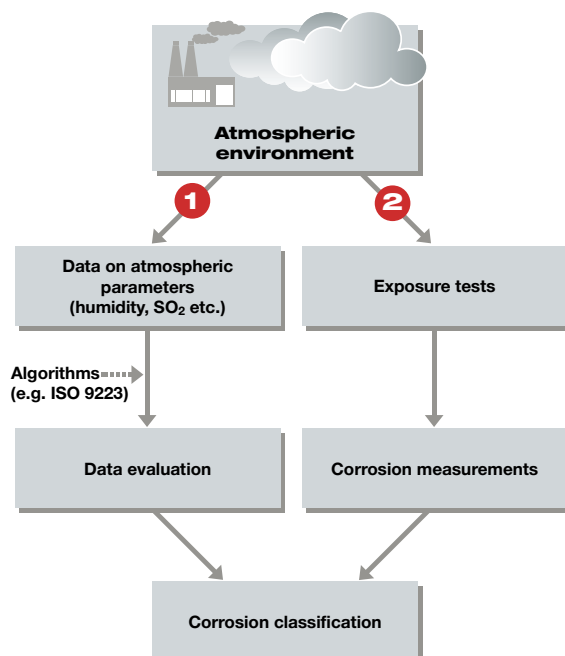 Atmospheric
environment
1
2
Data on atmospheric
parameters
(humidity, SO₂ etc.)
Exposure tests
Algorithms
(e.g. ISO 9223)
Data evaluation
Corrosion measurements
Corrosion classification